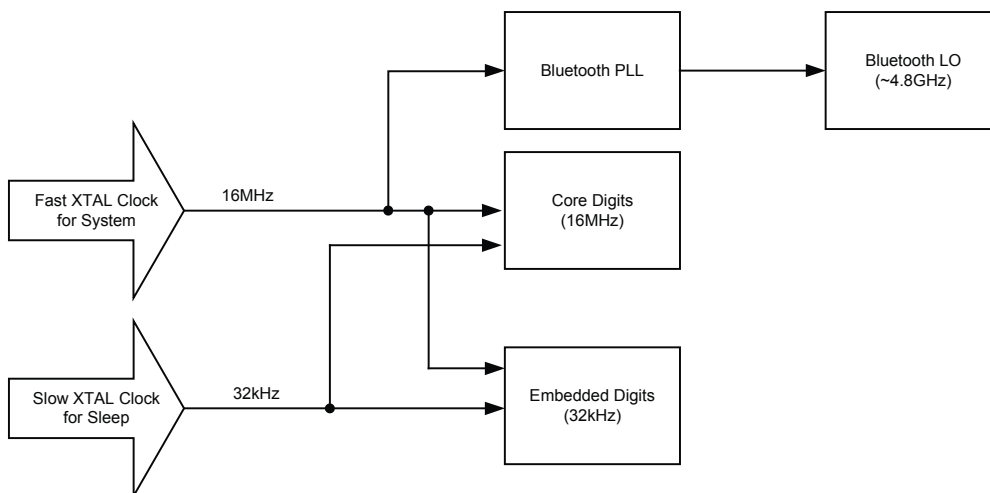 Bluetooth PLL
Bluetooth LO
(~4.8GHz)
Fast XTAL Clock
for System
16MHz
Core Digits
(16MHz)
Slow XTAL Clock
for Sleep
32kHz
Embedded Digits
(32kHz)